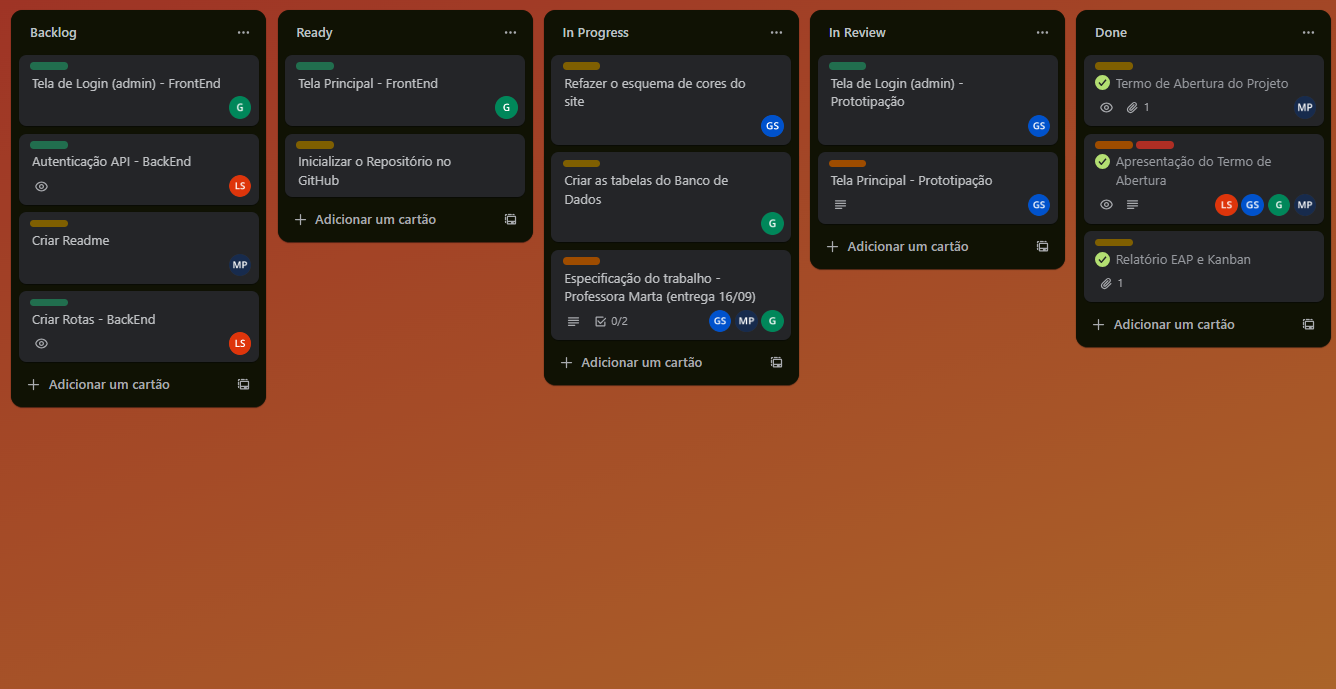 Backlog
Tela de Login (admin) - FrontEnd
G
Autenticação API - BackEnd
LS
Criar Readme
MP
Criar Rotas - BackEnd
LS
Adicionar um cartão
Ready
Tela Principal - FrontEnd
G
Inicializar o Repositório no
GitHub
Adicionar um cartão
In Progress
Refazer o esquema de cores do
site
GS
Criar as tabelas do Banco de
Dados
G
Especificação do trabalho -
Professora Marta (entrega 16/09)
0/2 GS MP G
Adicionar um cartão
In Review
Tela de Login (admin) -
Prototipação
GS
Tela Principal - Prototipação
GS
Adicionar um cartão
Done
Termo de Abertura do Projeto
1 MP
Apresentação do Termo de
Abertura
LS GS G MP
Relatório EAP e Kanban
1
Adicionar um cartão